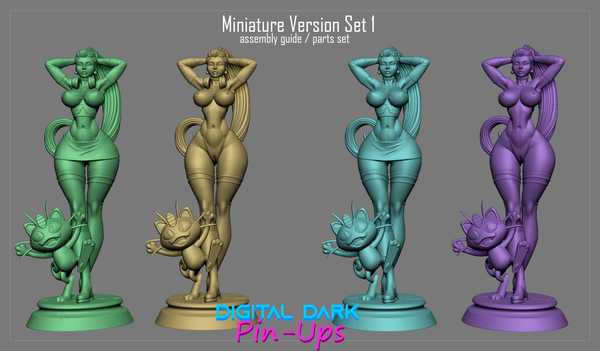 Miniature Version Set 1
assembly guide / parts set
DIGITAL DARK
Pin-Ups